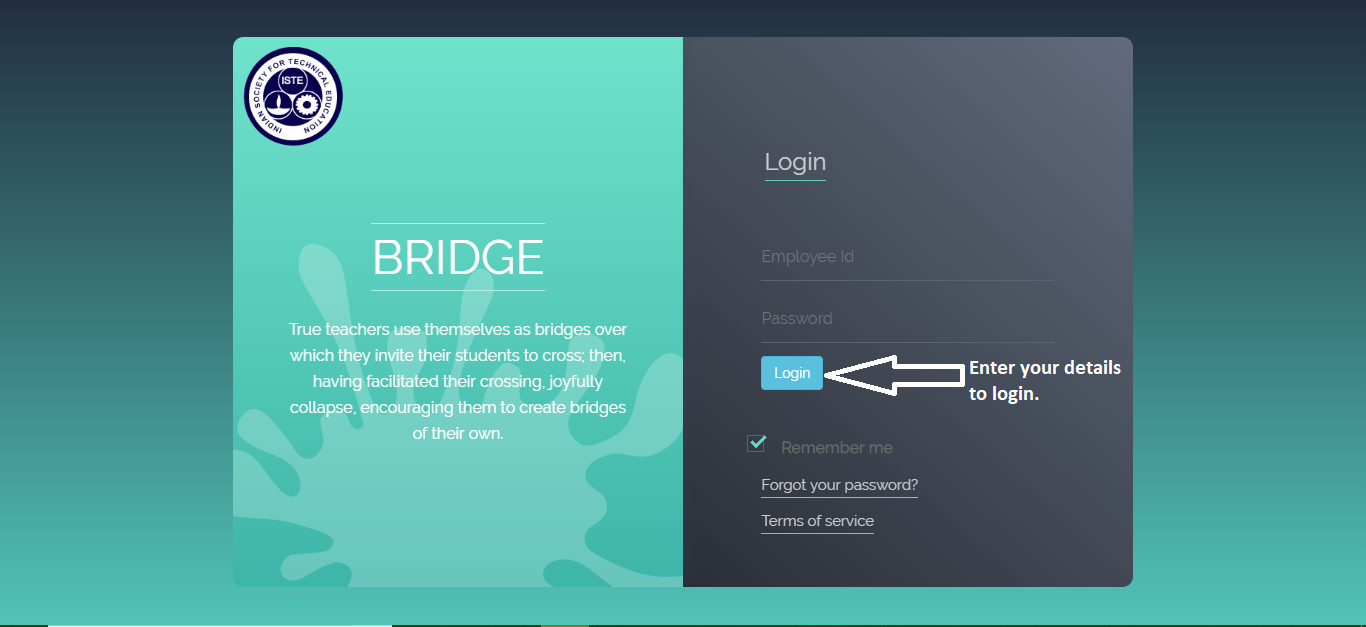 INDIAN SOCIETY FOR TECHNICAL EDUCATION
ISTE
BRIDGE
True teachers use themselves as bridges over
which they invite their students to cross; then,
having facilitated their crossing, joyfully
collapse, encouraging them to create bridges
of their own.
Login
Employee Id
Password
Login
Enter your details
to login.
Remember me
Forgot your password?
Terms of service